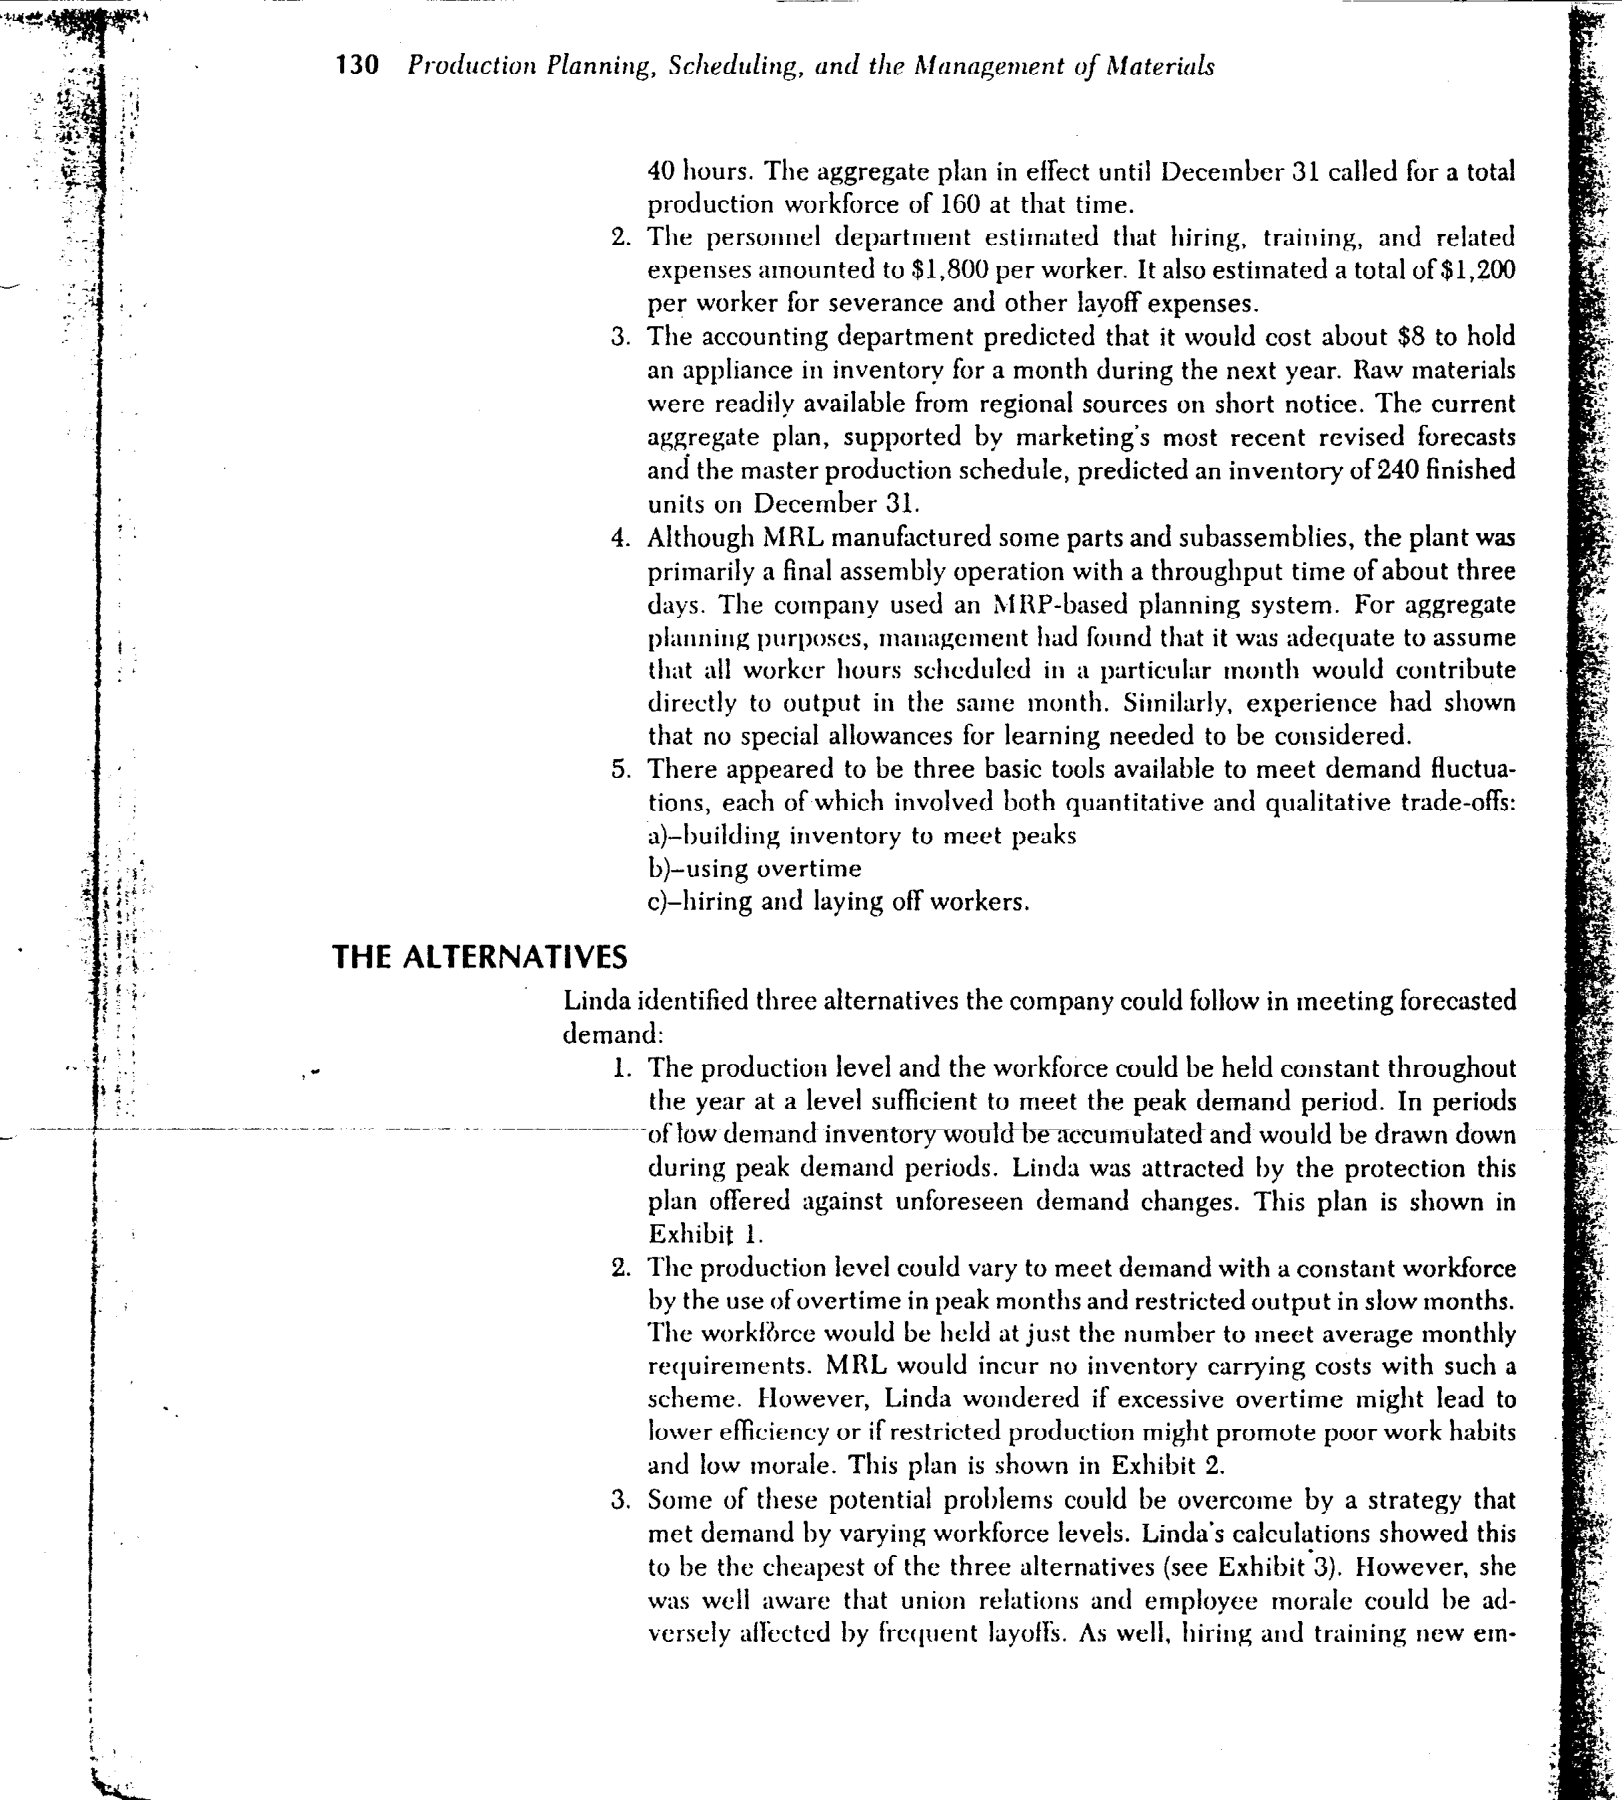 130 Production Planning, Scheduling, and the Management of Materials
40 hours. The aggregate plan in effect until December 31 called for a total
production workforce of 160 at that time.
2. The personnel department estimated that hiring, training, and related
expenses amounted to $1,800 per worker. It also estimated a total of $1,200
per worker for severance and other layoff expenses.
3. The accounting department predicted that it would cost about $8 to hold
an appliance in inventory for a month during the next year. Raw materials
were readily available from regional sources on short notice. The current
aggregate plan, supported by marketing's most recent revised forecasts
and the master production schedule, predicted an inventory of 240 finished
units on December 31.
4. Although MRL manufactured some parts and subassemblies, the plant was
primarily a final assembly operation with a throughput time of about three
days. The company used an MRP-based planning system. For aggregate
planning purposes, management had found that it was adequate to assume
that all worker hours scheduled in a particular month would contribute
directly to output in the same month. Similarly, experience had shown
that no special allowances for learning needed to be considered.
5. There appeared to be three basic tools available to meet demand fluctua-
tions, each of which involved both quantitative and qualitative trade-offs:
a)–building inventory to meet peaks
b)–using overtime
c)–hiring and laying off workers.
THE ALTERNATIVES
Linda identified three alternatives the company could follow in meeting forecasted
demand:
1. The production level and the workforce could be held constant throughout
the year at a level sufficient to meet the peak demand period. In periods
of low demand inventory would be accumulated and would be drawn down
during peak demand periods. Linda was attracted by the protection this
plan offered against unforeseen demand changes. This plan is shown in
Exhibit 1.
2. The production level could vary to meet demand with a constant workforce
by the use of overtime in peak months and restricted output in slow months.
The workforce would be held at just the number to meet average monthly
requirements. MRL would incur no inventory carrying costs with such a
scheme. However, Linda wondered if excessive overtime might lead to
lower efficiency or if restricted production might promote poor work habits
and low morale. This plan is shown in Exhibit 2.
3. Some of these potential problems could be overcome by a strategy that
met demand by varying workforce levels. Linda's calculations showed this
to be the cheapest of the three alternatives (see Exhibit 3). However, she
was well aware that union relations and employee morale could be ad-
versely affected by frequent layoffs. As well, hiring and training new em-